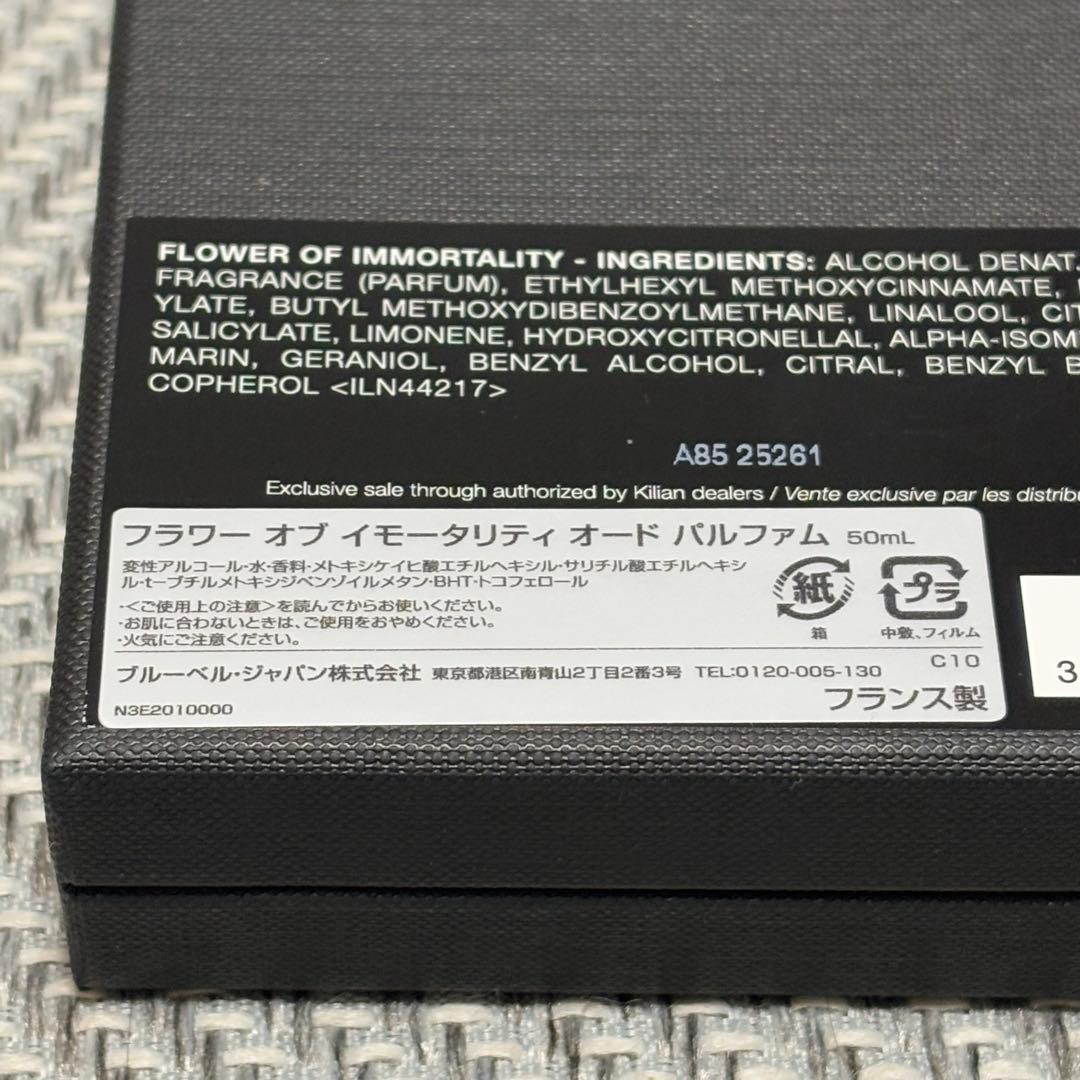 FLOWER OF IMMORTALITY - INGREDIENTS: ALCOHOL DENAT.
FRAGRANCE (PARFUM), ETHYLHEXYL METHOXYCINNAMATE,
YLATE, BUTYL METHOXYDIBENZOYLMETHANE, LINALOOL,
SALICYLATE, LIMONENE, HYDROXYCITRONELLAL, ALPHA-ISOM
MARIN, GERANIOL, BENZYL ALCOHOL, CITRAL, BENZYL
COPHEROL <ILN44217>
A85 25261
Exclusive sale through authorized by Kilian dealers / Vente exclusive par les distribu
フラワー オブ イモータリティ オード パルファム 50mL
変性アルコール・水・香料・メトキシケイヒ酸エチルヘキシル・サリチル酸エチルヘキシ
ル・t-ブチルメトキシジベンゾイルメタン・BHT・トコフェロール
・<ご使用上の注意>を読んでからお使いください。
・お肌に合わないときは、ご使用をおやめください。
・火気にご注意ください。
紙 プラ
箱 中敷、フィルム
ブルーベル・ジャパン株式会社 東京都港区南青山2丁目2番3号 TEL:0120-005-130
C10
フランス製
N3E2010000
3